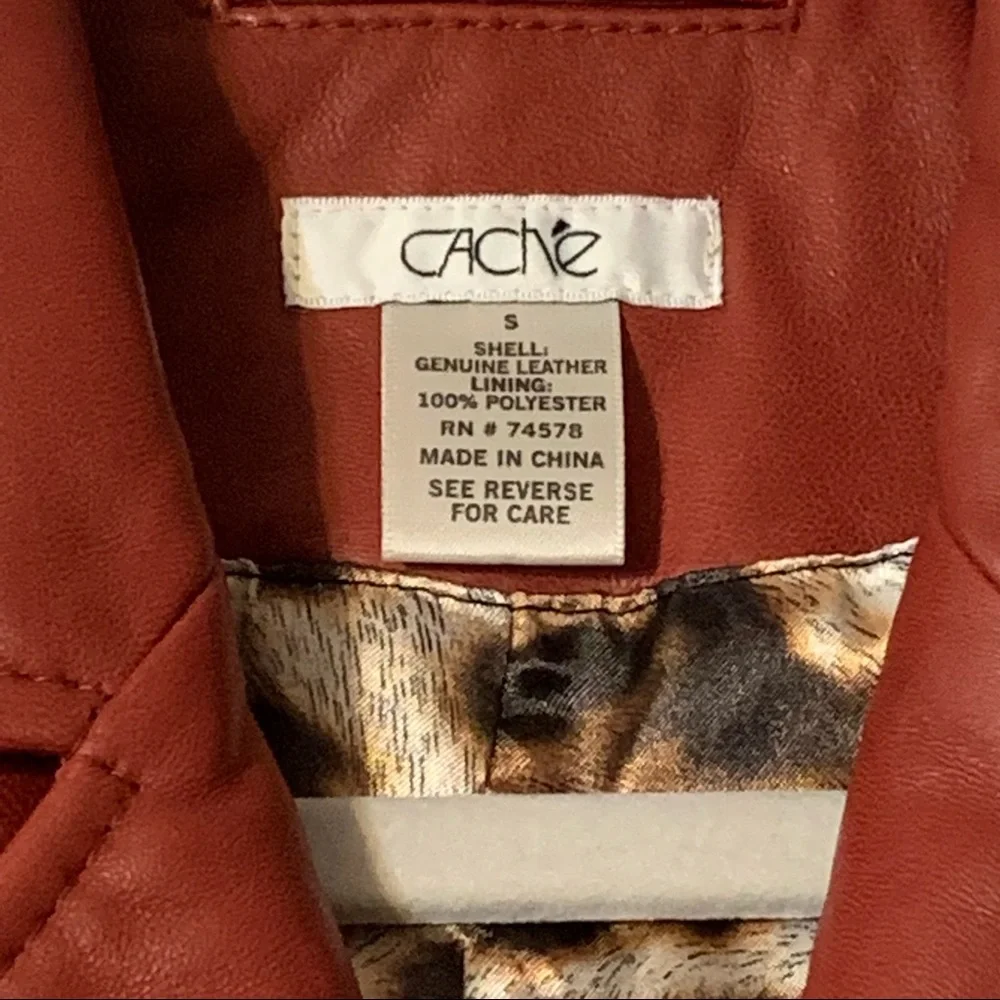 CACHÉ
S
SHELL:
GENUINE LEATHER
LINING:
100% POLYESTER
RN # 74578
MADE IN CHINA
SEE REVERSE
FOR CARE